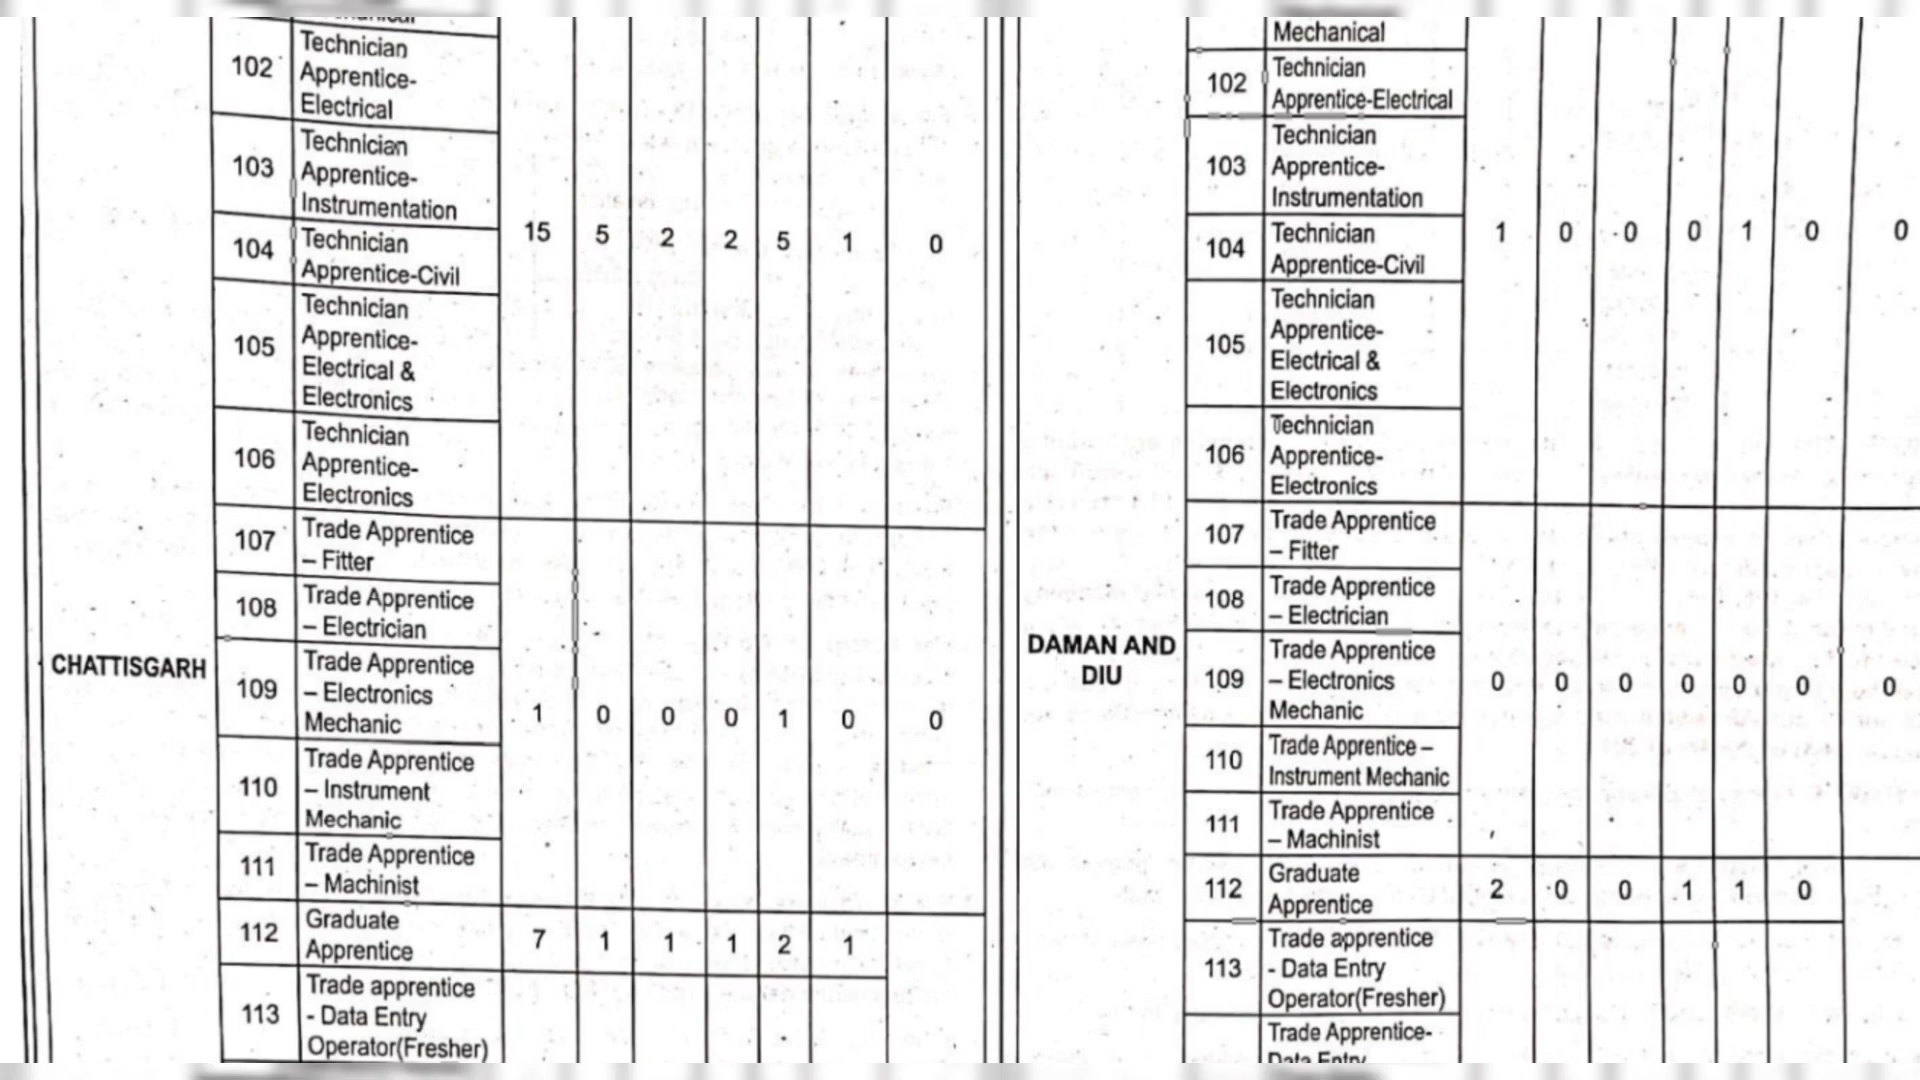 102
Technician
Apprentice-
Electrical
103
Technician
Apprentice-
Instrumentation
104
Technician
Apprentice-Civil
15 5 2 2 5 1 0
105
Technician
Apprentice-
Electrical &
Electronics
106
Technician
Apprentice-
Electronics
CHATTISGARH
107
Trade Apprentice
– Fitter
108
Trade Apprentice
– Electrician
109
Trade Apprentice
– Electronics
Mechanic
1 0 0 0 1 0 0
110
Trade Apprentice
– Instrument
Mechanic
111
Trade Apprentice
– Machinist
112
Graduate
Apprentice
7 1 1 1 2 1
113
Trade apprentice
- Data Entry
Operator(Fresher)
Mechanical
102
Technician
Apprentice-Electrical
103
Technician
Apprentice-
Instrumentation
104
Technician
Apprentice-Civil
1 0 0 0 1 0 0
105
Technician
Apprentice-
Electrical &
Electronics
106
Technician
Apprentice-
Electronics
DAMAN AND
DIU
107
Trade Apprentice
– Fitter
108
Trade Apprentice
– Electrician
109
Trade Apprentice
– Electronics
Mechanic
0 0 0 0 0 0 0
110
Trade Apprentice –
Instrument Mechanic
111
Trade Apprentice
– Machinist
112
Graduate
Apprentice
2 0 0 1 1 0
113
Trade apprentice
- Data Entry
Operator(Fresher)
Trade Apprentice-
Data Entry